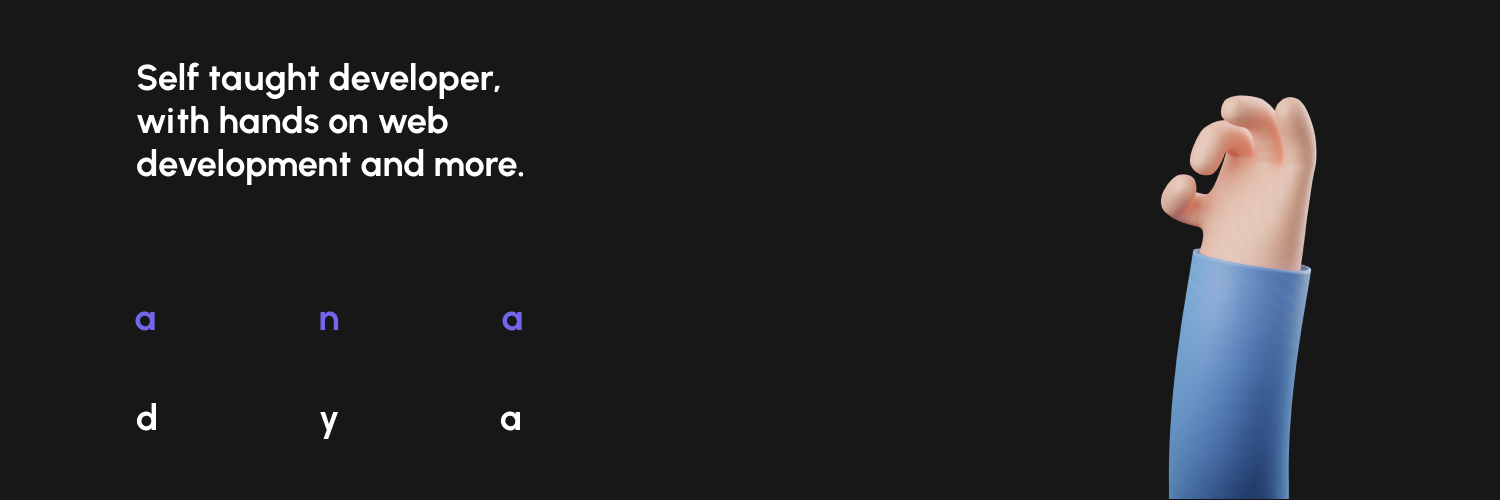 Self taught developer,
with hands on web
development and more.
a n a
d y a